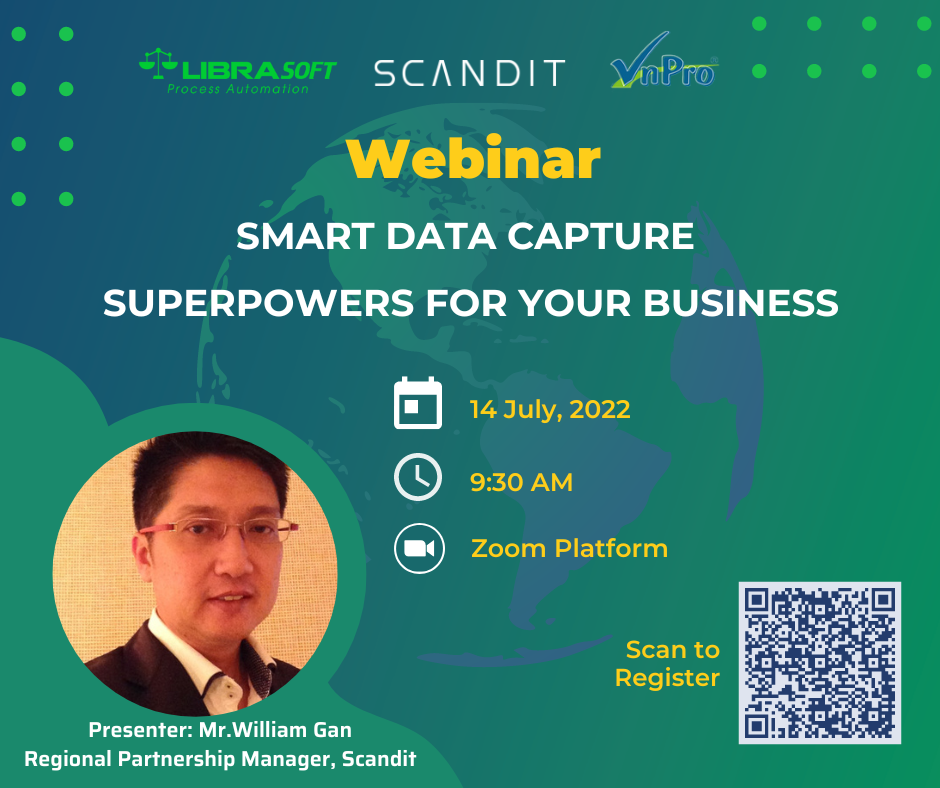 LIBRASOFT
Process Automation
SCANDIT
VnPro
Webinar
SMART DATA CAPTURE
SUPERPOWERS FOR YOUR BUSINESS
14 July, 2022
9:30 AM
Zoom Platform
Scan to
Register
Presenter: Mr.William Gan
Regional Partnership Manager, Scandit